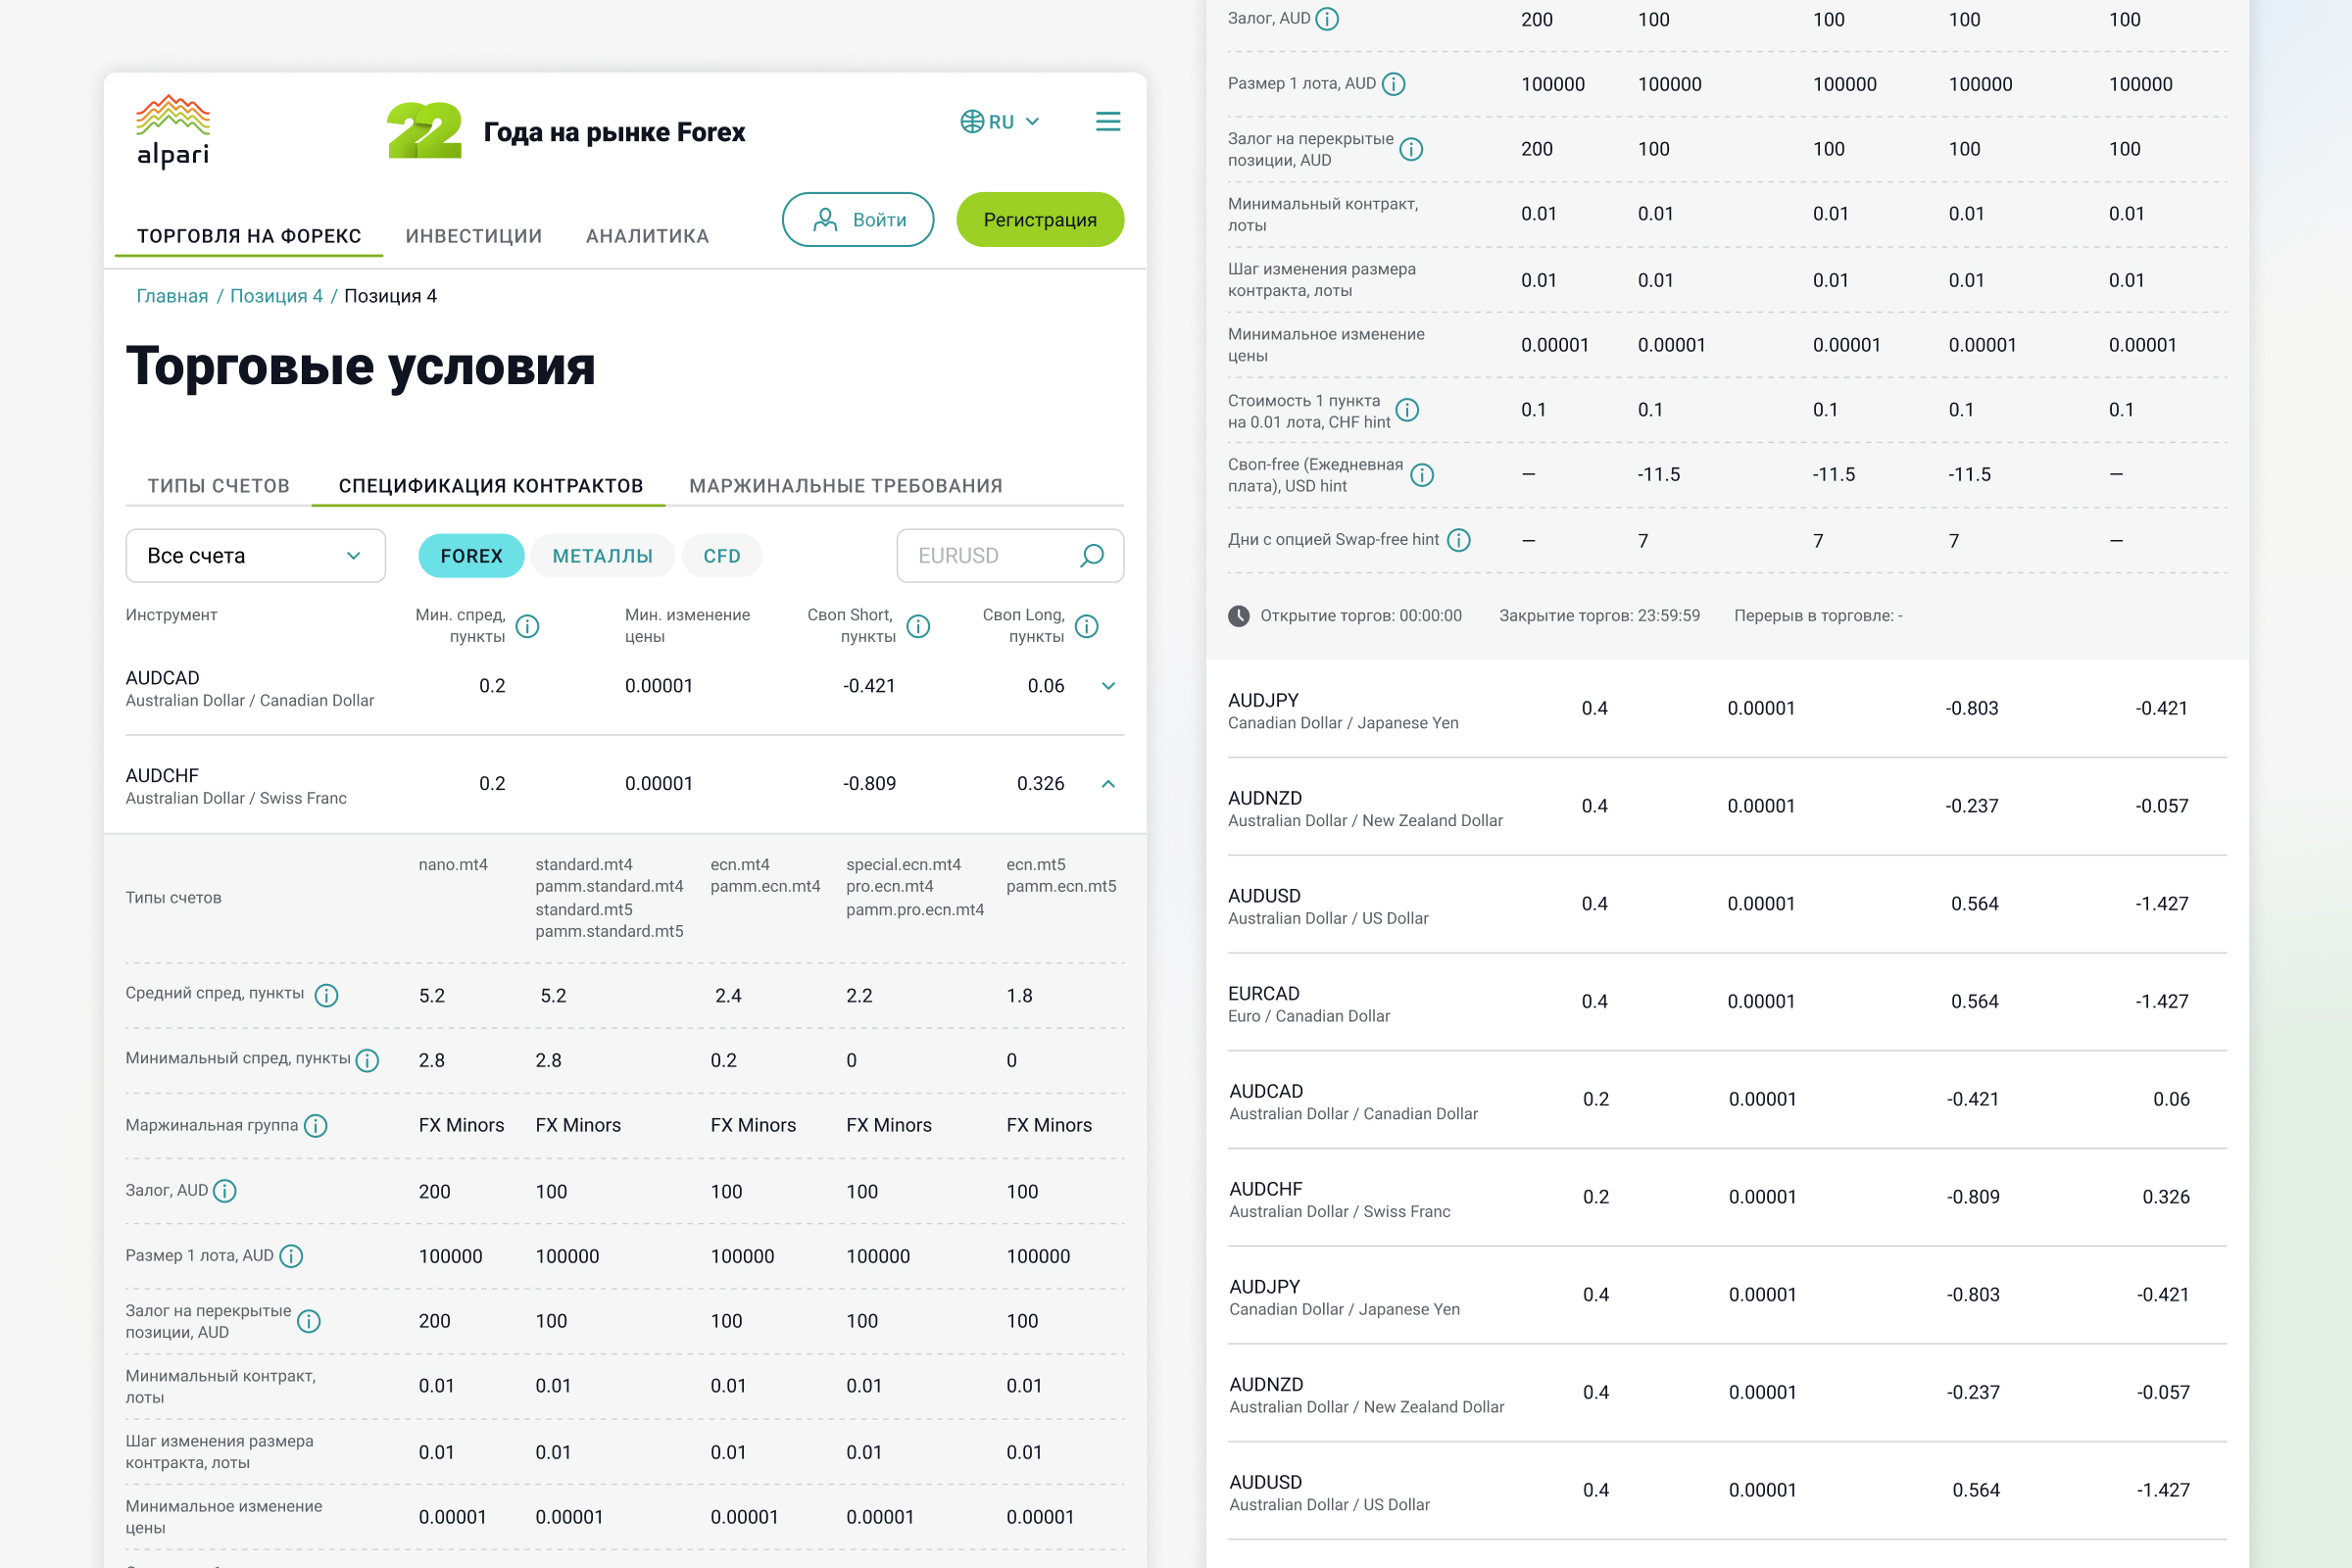 alpari
22 Года на рынке Forex
RU
ТОРГОВЛЯ НА ФОРЕКС ИНВЕСТИЦИИ АНАЛИТИКА
Войти Регистрация
Главная / Позиция 4 / Позиция 4
Торговые условия
ТИПЫ СЧЕТОВ СПЕЦИФИКАЦИЯ КОНТРАКТОВ МАРЖИНАЛЬНЫЕ ТРЕБОВАНИЯ
Все счета FOREX МЕТАЛЛЫ CFD EURUSD
Инструмент Мин. спред, Мин. изменение Своп Short, Своп Long,
пункты цены пункты пункты
AUDCAD 0.2 0.00001 -0.421 0.06
Australian Dollar / Canadian Dollar
AUDCHF 0.2 0.00001 -0.809 0.326
Australian Dollar / Swiss Franc
nano.mt4 standard.mt4 ecn.mt4 special.ecn.mt4 ecn.mt5
pamm.standard.mt4 pamm.ecn.mt4 pro.ecn.mt4 pamm.ecn.mt5
Типы счетов
standard.mt5 pamm.pro.ecn.mt4
pamm.standard.mt5
Средний спред, пункты 5.2 5.2 2.4 2.2 1.8
Минимальный спред, пункты 2.8 2.8 0.2 0 0
Маржинальная группа FX Minors FX Minors FX Minors FX Minors FX Minors
Залог, AUD 200 100 100 100 100
Размер 1 лота, AUD 100000 100000 100000 100000 100000
Залог на перекрытые
позиции, AUD 200 100 100 100 100
Минимальный контракт,
лоты 0.01 0.01 0.01 0.01 0.01
Шаг изменения размера
контракта, лоты 0.01 0.01 0.01 0.01 0.01
Минимальное изменение
цены 0.00001 0.00001 0.00001 0.00001 0.00001
Залог, AUD 200 100 100 100 100
Размер 1 лота, AUD 100000 100000 100000 100000 100000
Залог на перекрытые
позиции, AUD 200 100 100 100 100
Минимальный контракт,
лоты 0.01 0.01 0.01 0.01 0.01
Шаг изменения размера
контракта, лоты 0.01 0.01 0.01 0.01 0.01
Минимальное изменение
цены 0.00001 0.00001 0.00001 0.00001 0.00001
Стоимость 1 пункта
на 0.01 лота, CHF hint 0.1 0.1 0.1 0.1 0.1
Своп-free (Ежедневная
плата), USD hint — -11.5 -11.5 -11.5 —
Дни с опцией Swap-free hint — 7 7 7 —
Открытие торгов: 00:00:00 Закрытие торгов: 23:59:59 Перерыв в торговле: -
AUDJPY 0.4 0.00001 -0.803 -0.421
Canadian Dollar / Japanese Yen
AUDNZD 0.4 0.00001 -0.237 -0.057
Australian Dollar / New Zealand Dollar
AUDUSD 0.4 0.00001 0.564 -1.427
Australian Dollar / US Dollar
EURCAD 0.4 0.00001 0.564 -1.427
Euro / Canadian Dollar
AUDCAD 0.2 0.00001 -0.421 0.06
Australian Dollar / Canadian Dollar
AUDCHF 0.2 0.00001 -0.809 0.326
Australian Dollar / Swiss Franc
AUDJPY 0.4 0.00001 -0.803 -0.421
Canadian Dollar / Japanese Yen
AUDNZD 0.4 0.00001 -0.237 -0.057
Australian Dollar / New Zealand Dollar
AUDUSD 0.4 0.00001 0.564 -1.427
Australian Dollar / US Dollar